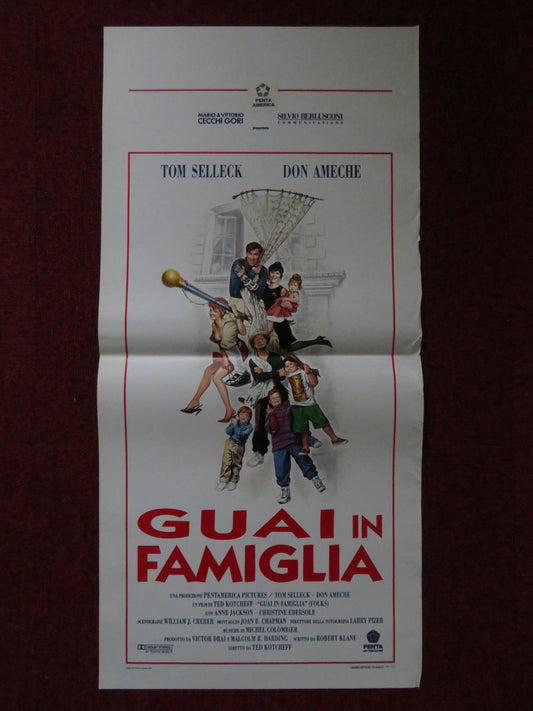 PENTA
AMERICA
MARIO & VITTORIO
CECCHI GORI
presentano
SILVIO BERLUSCONI
COMMUNICATIONS
TOM SELLECK DON AMECHE
GUAI IN
FAMIGLIA
UNA PRODUZIONE PENTAMERICA PICTURES / TOM SELLECK - DON AMECHE
UN FILM DI TED KOTCHEFF "GUAI IN FAMIGLIA" (FOLKS)
CON ANNE JACKSON - CHRISTINE EBERSOLE
SCENOGRAFIE WILLIAM J. CREBER MONTAGGIO JOAN E. CHAPMAN DIRETTORE DELLA FOTOGRAFIA LARRY PIZER
MUSICHE DI MICHEL COLOMBIER
PRODOTTO DA VICTOR DRAI E MALCOLM R. HARDING SCRITTO DA ROBERT KLANE
DIRETTO DA TED KOTCHEFF
DOLBY STEREO
PENTA